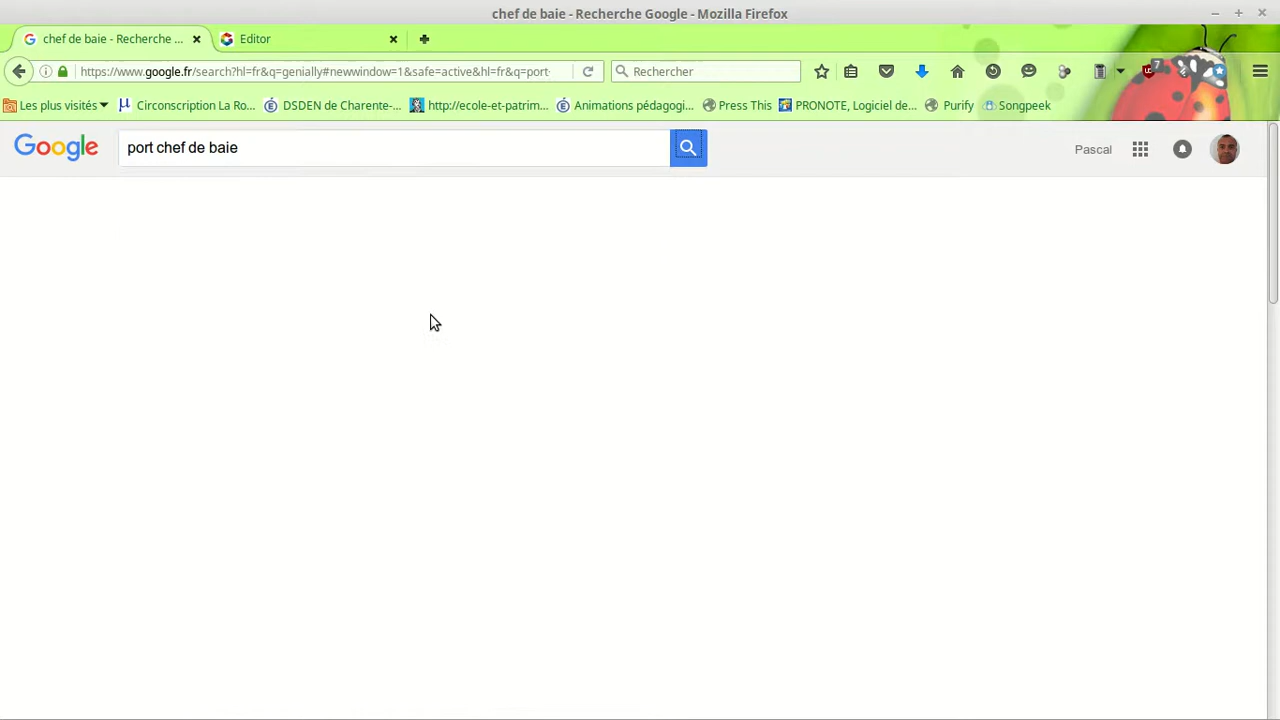 chef de baie - Recherche Google - Mozilla Firefox
chef de baie - Recherche ...
Editor
https://www.google.fr/search?hl=fr&q=genially#newwindow=1&safe=active&hl=fr&q=port-
Rechercher
7
Les plus visités
Circonscription La Ro...
DSDEN de Charente-...
http://ecole-et-patrim...
Animations pédagogi...
Press This
PRONOTE, Logiciel de...
Purify
Songpeek
Google
port chef de baie
Pascal